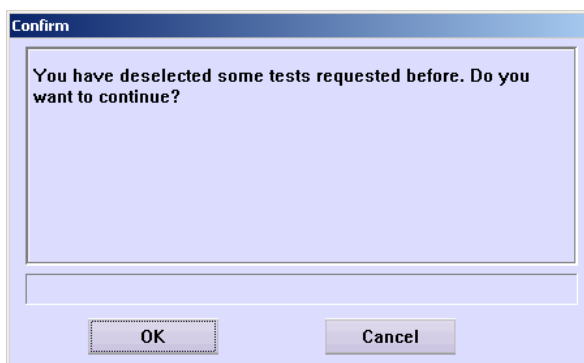 Confirm
You have deselected some tests requested before. Do you
want to continue?
OK
Cancel